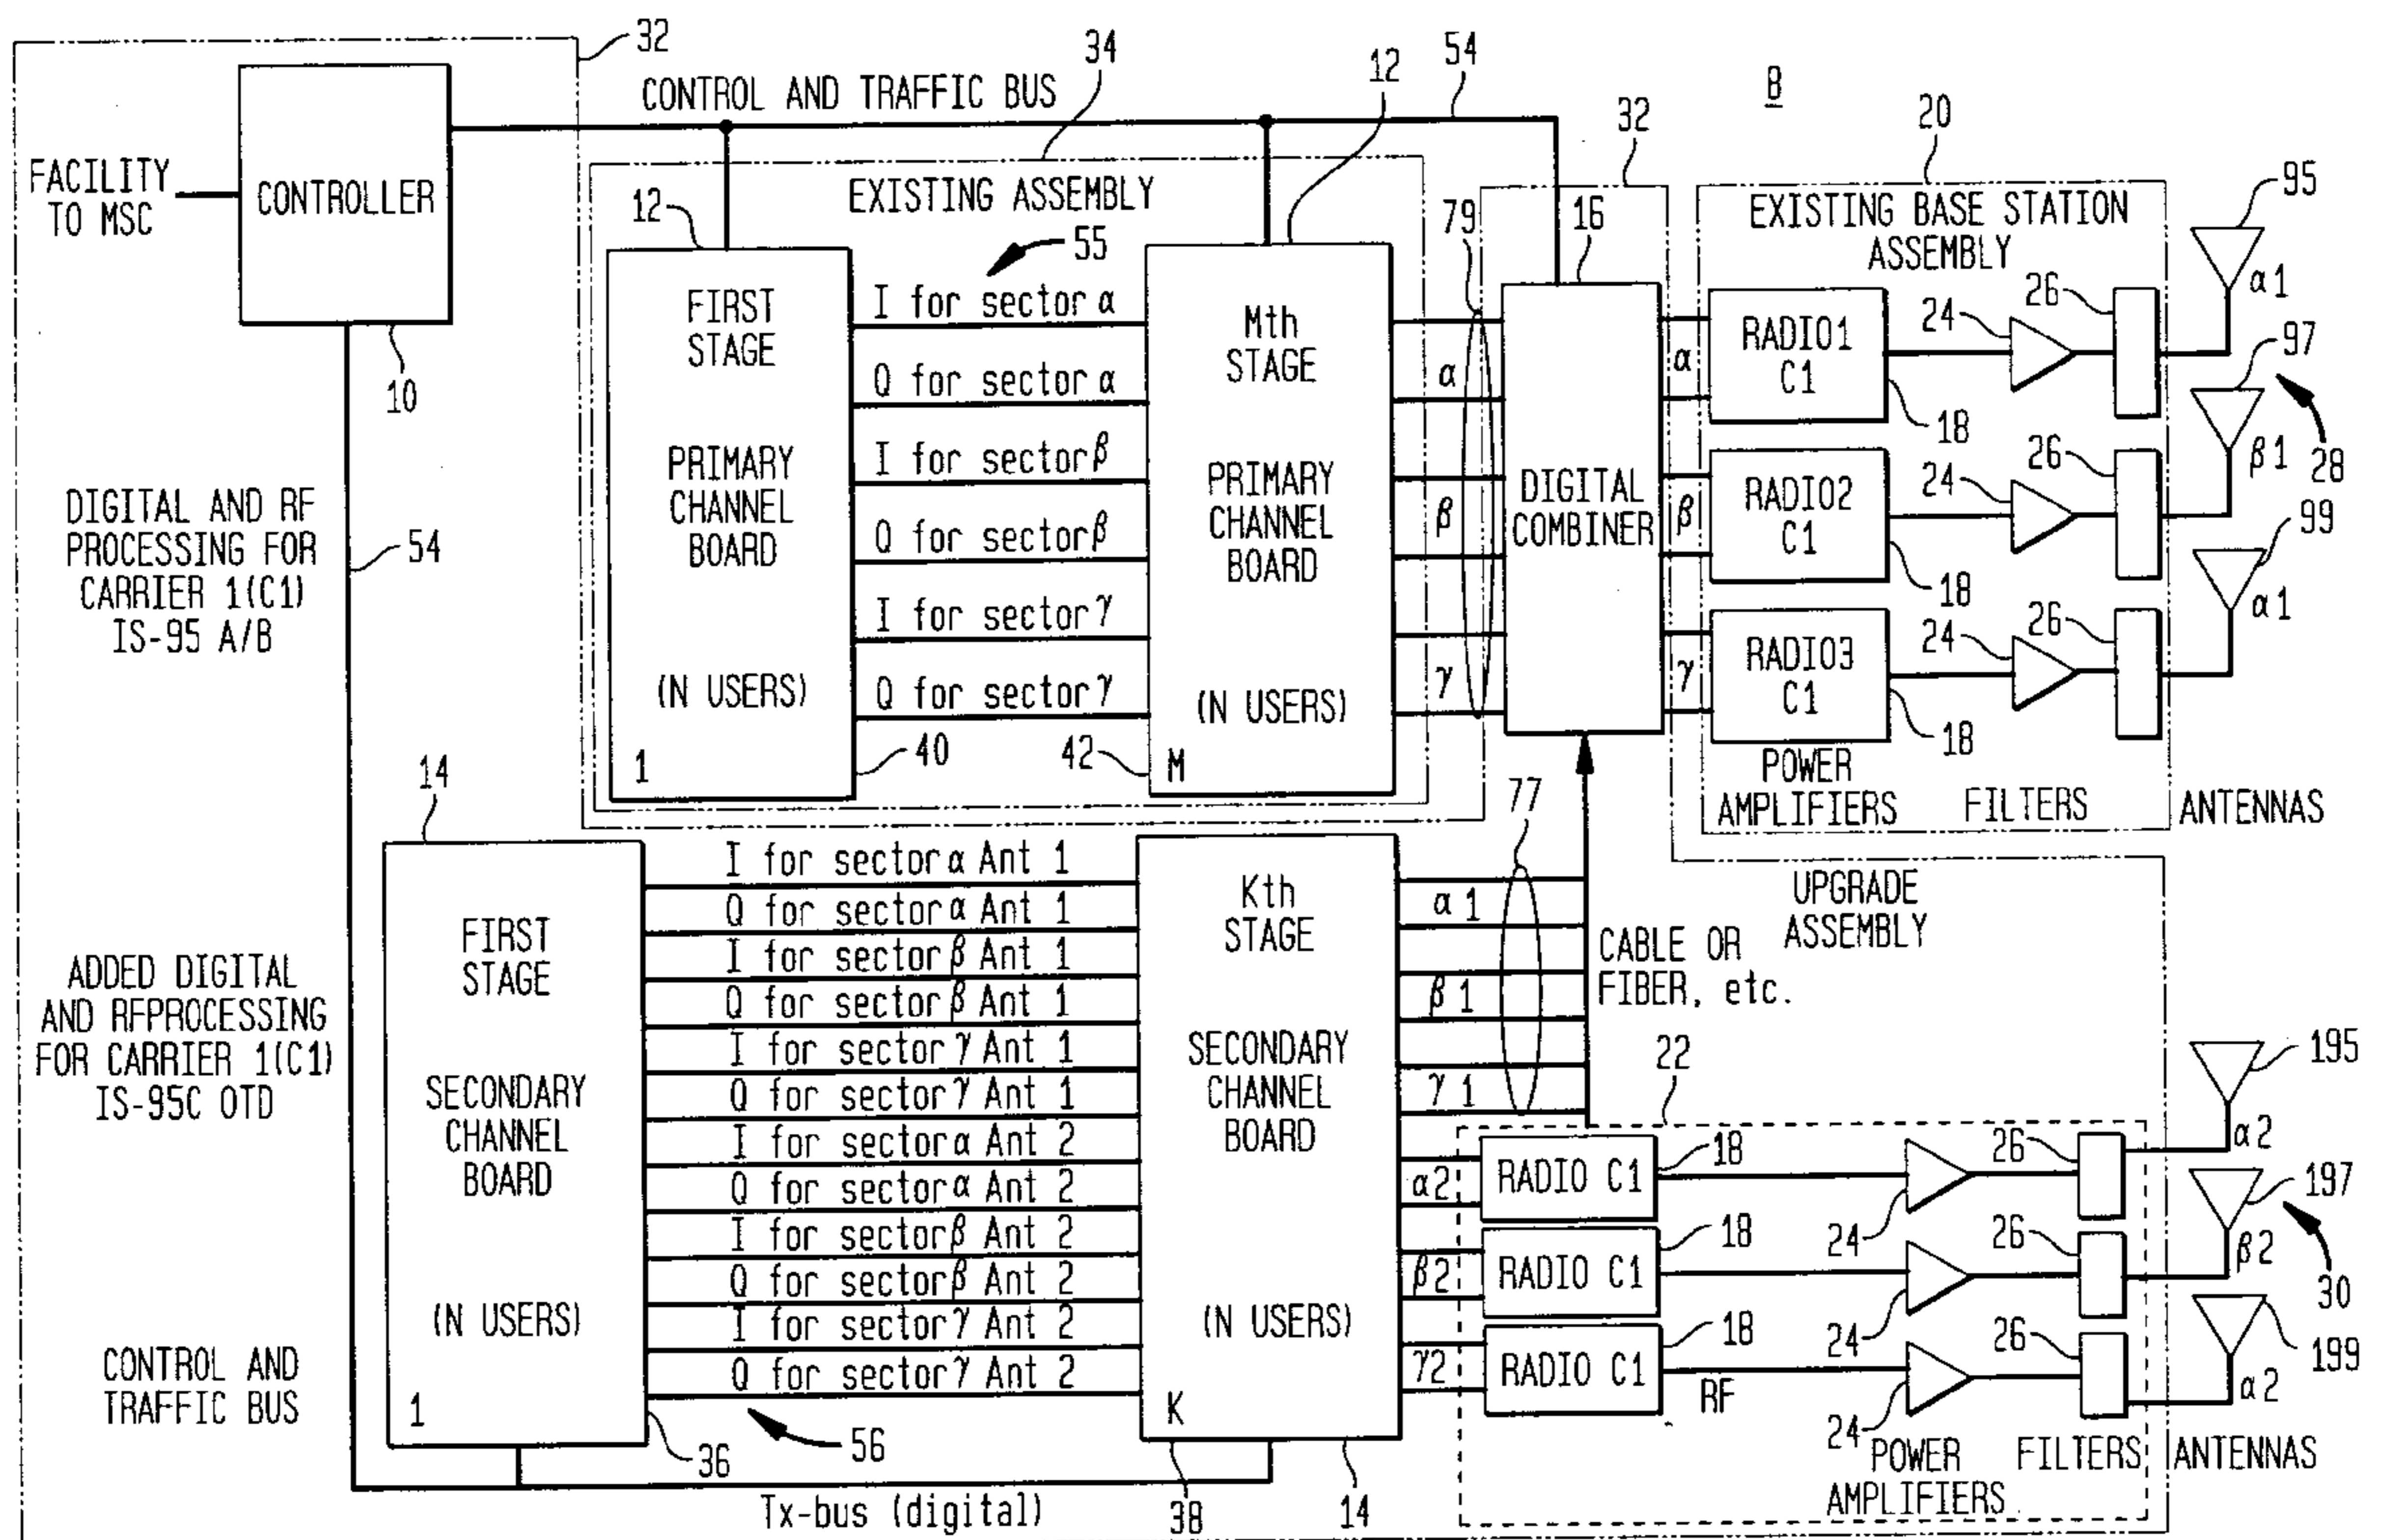 32
CONTROL AND TRAFFIC BUS
34
54
12
B
32
20
FACILITY
TO MSC
CONTROLLER
10
12
EXISTING ASSEMBLY
55
79
16
EXISTING BASE STATION
ASSEMBLY
95
α1
97
β1
28
99
α1
FIRST
STAGE
PRIMARY
CHANNEL
BOARD
(N USERS)
1
40
I for sector α
Q for sector α
I for sector β
Q for sector β
I for sector γ
Q for sector γ
Mth
STAGE
PRIMARY
CHANNEL
BOARD
(N USERS)
42
M
α
β
γ
DIGITAL
COMBINER
α
β
γ
RADIO1
C1
18
24
26
RADIO2
C1
18
24
26
RADIO3
C1
18
24
26
POWER
AMPLIFIERS
FILTERS
ANTENNAS
DIGITAL AND RF
PROCESSING FOR
CARRIER 1(C1)
IS-95 A/B
54
14
77
UPGRADE
ASSEMBLY
CABLE OR
FIBER, etc.
ADDED DIGITAL
AND RFPROCESSING
FOR CARRIER 1(C1)
IS-95C OTD
FIRST
STAGE
SECONDARY
CHANNEL
BOARD
(N USERS)
1
36
I for sector α Ant 1
Q for sector α Ant 1
I for sector β Ant 1
Q for sector β Ant 1
I for sector γ Ant 1
Q for sector γ Ant 1
I for sector α Ant 2
Q for sector α Ant 2
I for sector β Ant 2
Q for sector β Ant 2
I for sector γ Ant 2
Q for sector γ Ant 2
56
Kth
STAGE
SECONDARY
CHANNEL
BOARD
(N USERS)
K
38
14
α1
β1
γ1
α2
β2
γ2
22
RADIO C1
18
24
26
RADIO C1
18
24
26
RADIO C1
18
RF
24
26
195
α2
197
β2
30
199
α2
POWER
AMPLIFIERS
FILTERS
ANTENNAS
CONTROL AND
TRAFFIC BUS
Tx-bus (digital)